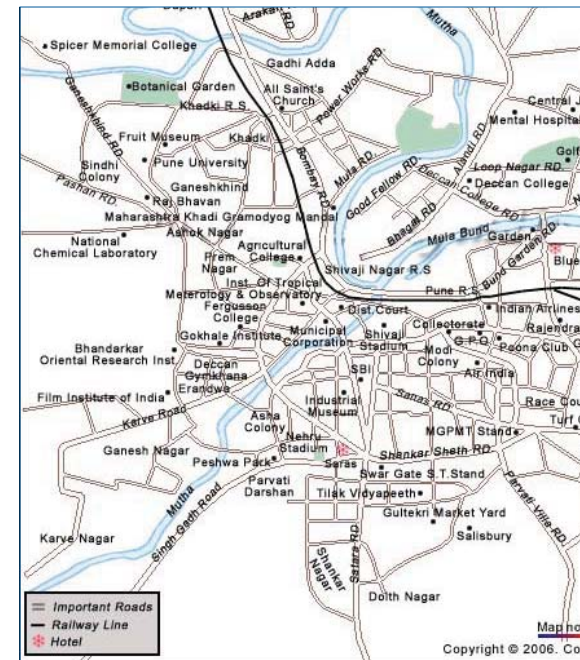 Arakan RD.
Mutha
Spicer Memorial College
Gadhi Adda
Botanical Garden
All Saint's
Church
Power Works RD.
Central J
Mental Hospital
Khadki R.S.
Ganeshkhind RD.
Fruit Museum
Khadki
Bombay RD.
Mula RD.
Good Fellow RD.
Alandi RD.
Golf
Loop Nagar RD.
Sindhi
Colony
Pune University
Deccan College
Deccan College RD.
Pashan RD.
Ganeshkhind
Raj Bhavan
Maharashtra Khadi Gramodyog Mandal
Bhagal RD.
Mula Bund
Garden
Bund Garden RD.
Ashok Nagar
National
Chemical Laboratory
Agricultural
College
Prem
Nagar
Blue
Shivaji Nagar R.S
Inst. Of Tropical
Meterology & Observatory
Pune R.S.
Fergusson
College
Dist.Court
Indian Airlines
Gokhale Institute
Municipal
Corporation
Shivaji
Stadium
Collectorate
Rajendra
G.P.O
Poona Club
Bhandarkar
Oriental Research Inst
Modi
Colony
Deccan
Gymkhana
Erandwe
SBI
Air India
Film Institute of India
Industrial
Museum
Sanas RD.
Race Cou
Karve Road
Asha
Colony
MGPMT Stand
Turf
Ganesh Nagar
Nehru
Stadium
Shankar Sheth RD.
Peshwa Park
Saras
Swar Gate S.T.Stand
Parvati
Darshan
Tilak Vidyapeeth
Parvati Villa RD.
Mutha
Singh Gadh Road
Gultekri Market Yard
Salisbury
Karve Nagar
Shankar
Nagar
Satara RD.
Doith Nagar
Important Roads
Railway Line
Hotel
Map no
Copyright © 2006. Co